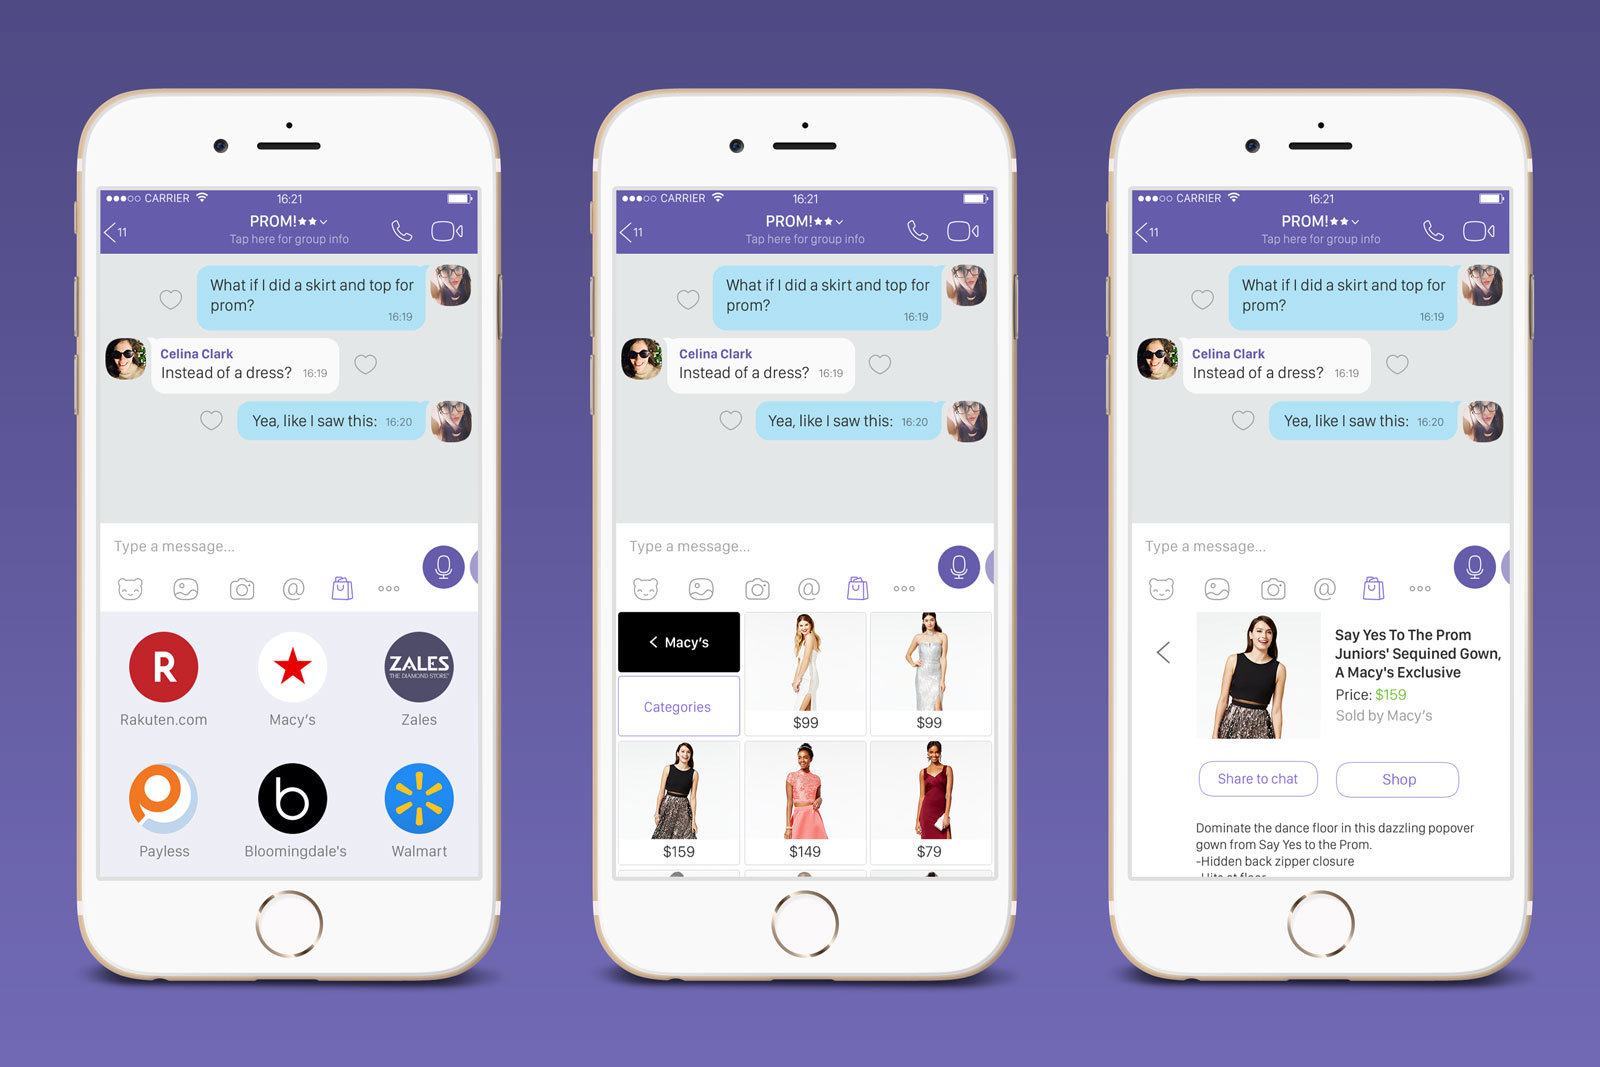 CARRIER 16:21
PROM!★★
11
Tap here for group info
What if I did a skirt and top for
prom?
16:19
Celina Clark
Instead of a dress? 16:19
Yea, like I saw this: 16:20
Type a message...
@
R
ZALES
THE DIAMOND STORE
Rakuten.com
Macy's
Zales
b
Payless
Bloomingdale's
Walmart
CARRIER 16:21
PROM!★★
11
Tap here for group info
What if I did a skirt and top for
prom?
16:19
Celina Clark
Instead of a dress? 16:19
Yea, like I saw this: 16:20
Type a message...
@
Macy's
Categories
$99
$99
$159
$149
$79
CARRIER 16:21
PROM!★★
11
Tap here for group info
What if I did a skirt and top for
prom?
16:19
Celina Clark
Instead of a dress? 16:19
Yea, like I saw this: 16:20
Type a message...
@
Say Yes To The Prom
Juniors' Sequined Gown,
A Macy's Exclusive
Price: $159
Sold by Macy's
Share to chat
Shop
Dominate the dance floor in this dazzling popover
gown from Say Yes to the Prom.
-Hidden back zipper closure